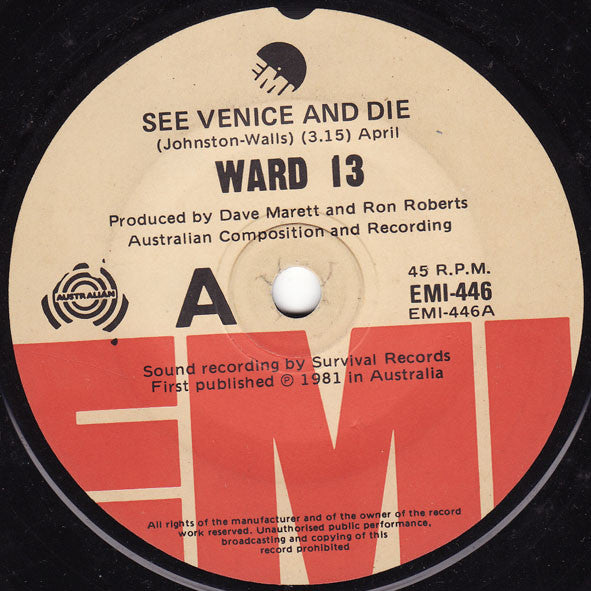 EMI
SEE VENICE AND DIE
(Johnston-Walls) (3.15) April
WARD 13
Produced by Dave Marett and Ron Roberts
Australian Composition and Recording
AUSTRALIAN
A
45 R.P.M.
EMI-446
EMI-446A
Sound recording by Survival Records
First published ℗ 1981 in Australia
EMI
All rights of the manufacturer and of the owner of the record
work reserved. Unauthorised public performance,
broadcasting and copying of this
record prohibited